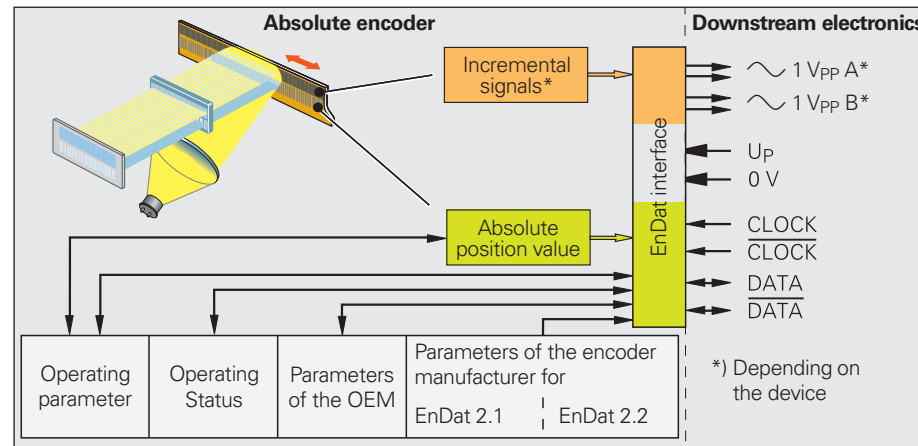 Absolute encoder
Downstream electronics
Incremental
signals*
1 VPP A*
1 VPP B*
EnDat interface
UP
0 V
Absolute
position value
CLOCK
CLOCK
DATA
DATA
Operating
parameter
Operating
Status
Parameters
of the OEM
Parameters of the encoder
manufacturer for
EnDat 2.1
EnDat 2.2
*) Depending on
the device